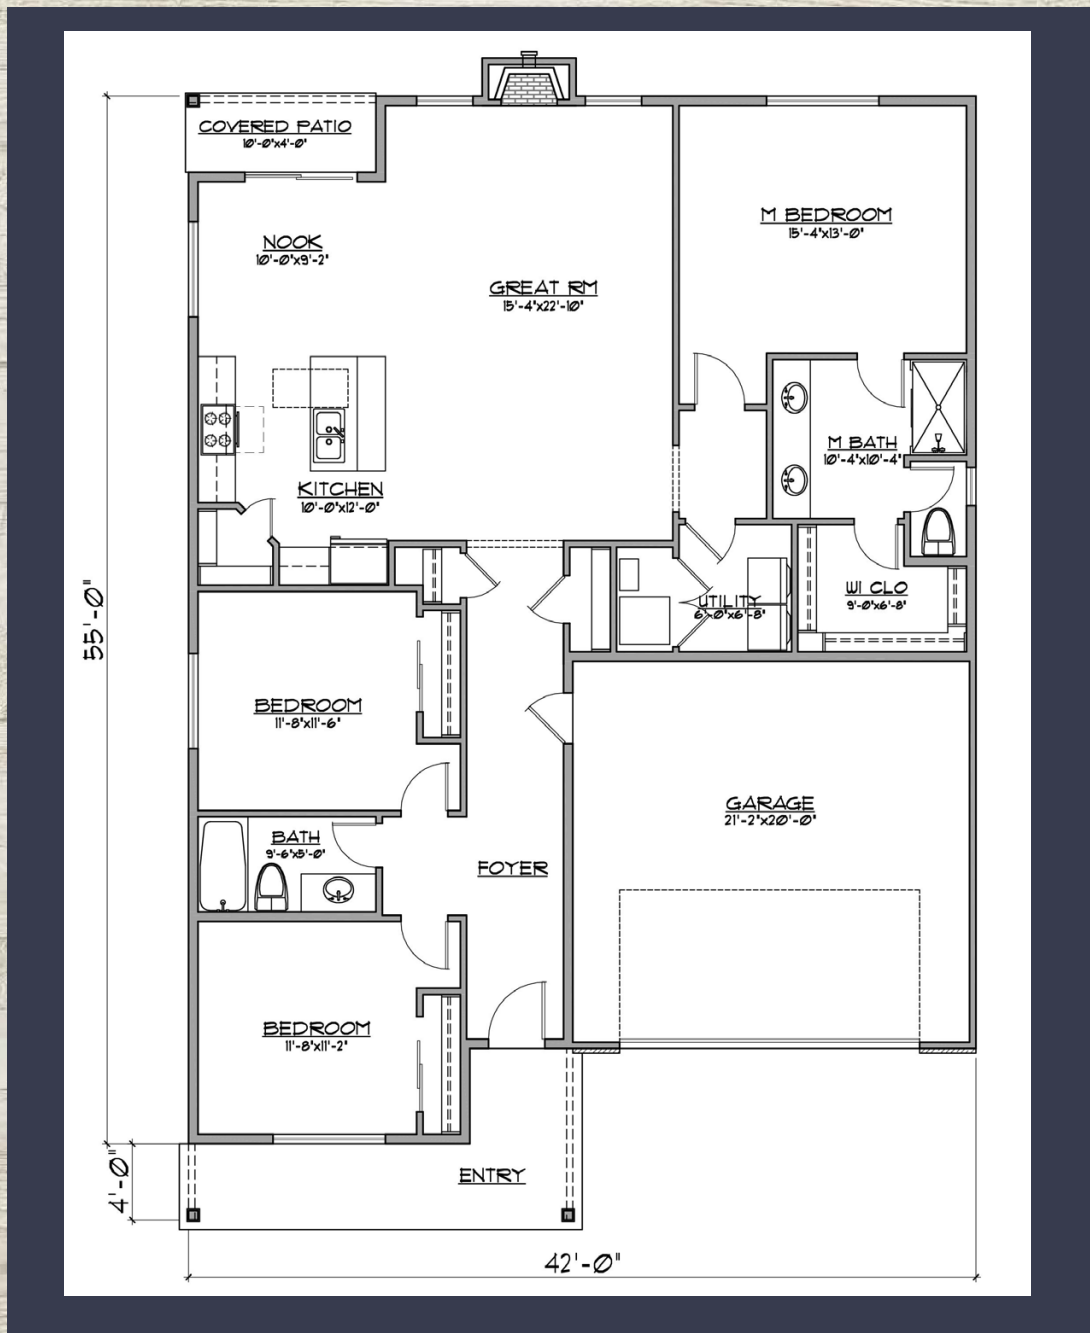 COVERED PATIO
10'-0"x4'-0"
M BEDROOM
15'-4"x13'-0"
NOOK
10'-0"x9'-2"
GREAT RM
15'-4"x22'-10"
M BATH
10'-4"x10'-4"
KITCHEN
10'-0"x12'-0"
WI CLO
9'-0"x6'-8"
UTILITY
6'-0"x6'-8"
55'-0"
BEDROOM
11'-8"x11'-6"
GARAGE
21'-2"x20'-0"
BATH
9'-6"x5'-0"
FOYER
BEDROOM
11'-8"x11'-2"
ENTRY
4'-0"
42'-0"